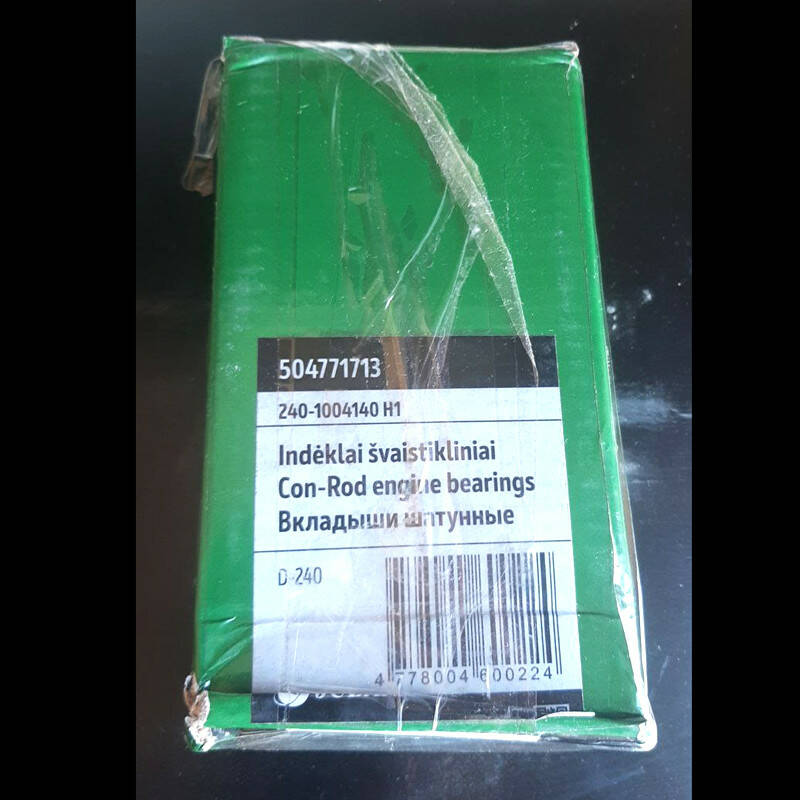 504771713
240-1004140 H1
Indėklai švaistikliniai
Con-Rod engine bearings
Вкладыши шатунные
D-240
4 778004 600224